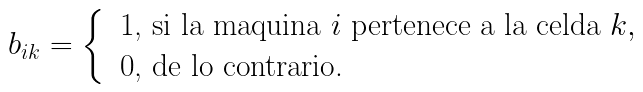 b_{ik} = { 1, si la maquina i pertenece a la celda k,
0, de lo contrario.